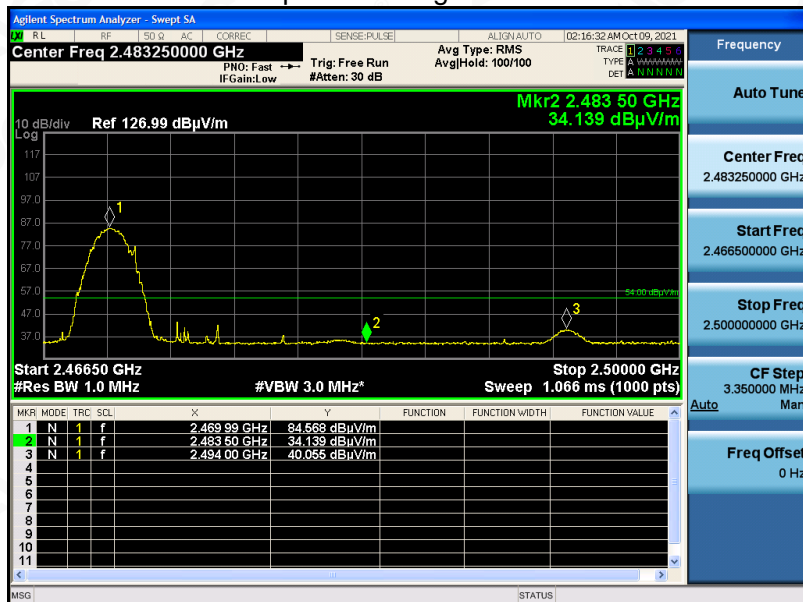 Agilent Spectrum Analyzer - Swept SA
RL RF 50 Ω AC CORREC SENSE:PULSE ALIGN AUTO 02:16:32 AM Oct 09, 2021
Center Freq 2.483250000 GHz
PNO: Fast
IFGain:Low
Trig: Free Run
#Atten: 30 dB
Avg Type: RMS
Avg|Hold: 100/100
TRACE 1 2 3 4 5 6
TYPE A WWWWW
DET A N N N N N
Mkr2 2.483 50 GHz
34.139 dBµV/m
10 dB/div Ref 126.99 dBµV/m
Log
117
107
97.0
87.0
77.0
67.0
57.0
47.0
37.0
1
2
3
54.00 dBµV/m
Start 2.46650 GHz Stop 2.50000 GHz
#Res BW 1.0 MHz #VBW 3.0 MHz* Sweep 1.066 ms (1000 pts)
MKR MODE TRC SCL X Y FUNCTION FUNCTION WIDTH FUNCTION VALUE
1 N 1 f 2.469 99 GHz 84.568 dBµV/m
2 N 1 f 2.483 50 GHz 34.139 dBµV/m
3 N 1 f 2.494 00 GHz 40.055 dBµV/m
4
5
6
7
8
9
10
11
MSG STATUS
Frequency
Auto Tune
Center Freq
2.483250000 GHz
Start Freq
2.466500000 GHz
Stop Freq
2.500000000 GHz
CF Step
3.350000 MHz
Auto Man
Freq Offset
0 Hz